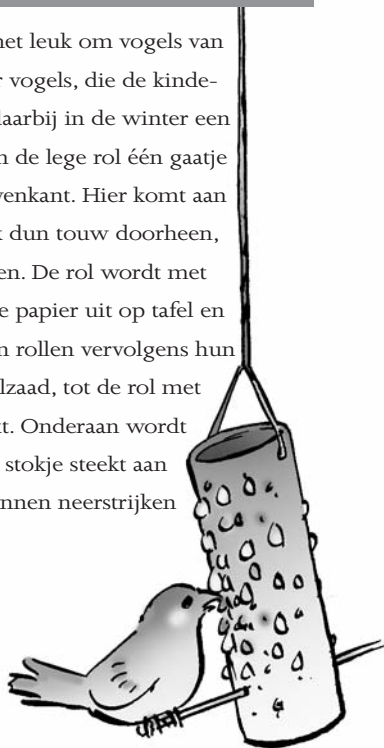 net leuk om vogels van
vogels, die de kinde-
laarbij in de winter een
de lege rol één gaatje
venkant. Hier komt aan
dun touw doorheen,
en. De rol wordt met
e papier uit op tafel en
n rollen vervolgens hun
lzaad, tot de rol met
t. Onderaan wordt
stokje steekt aan
nnen neerstrijken